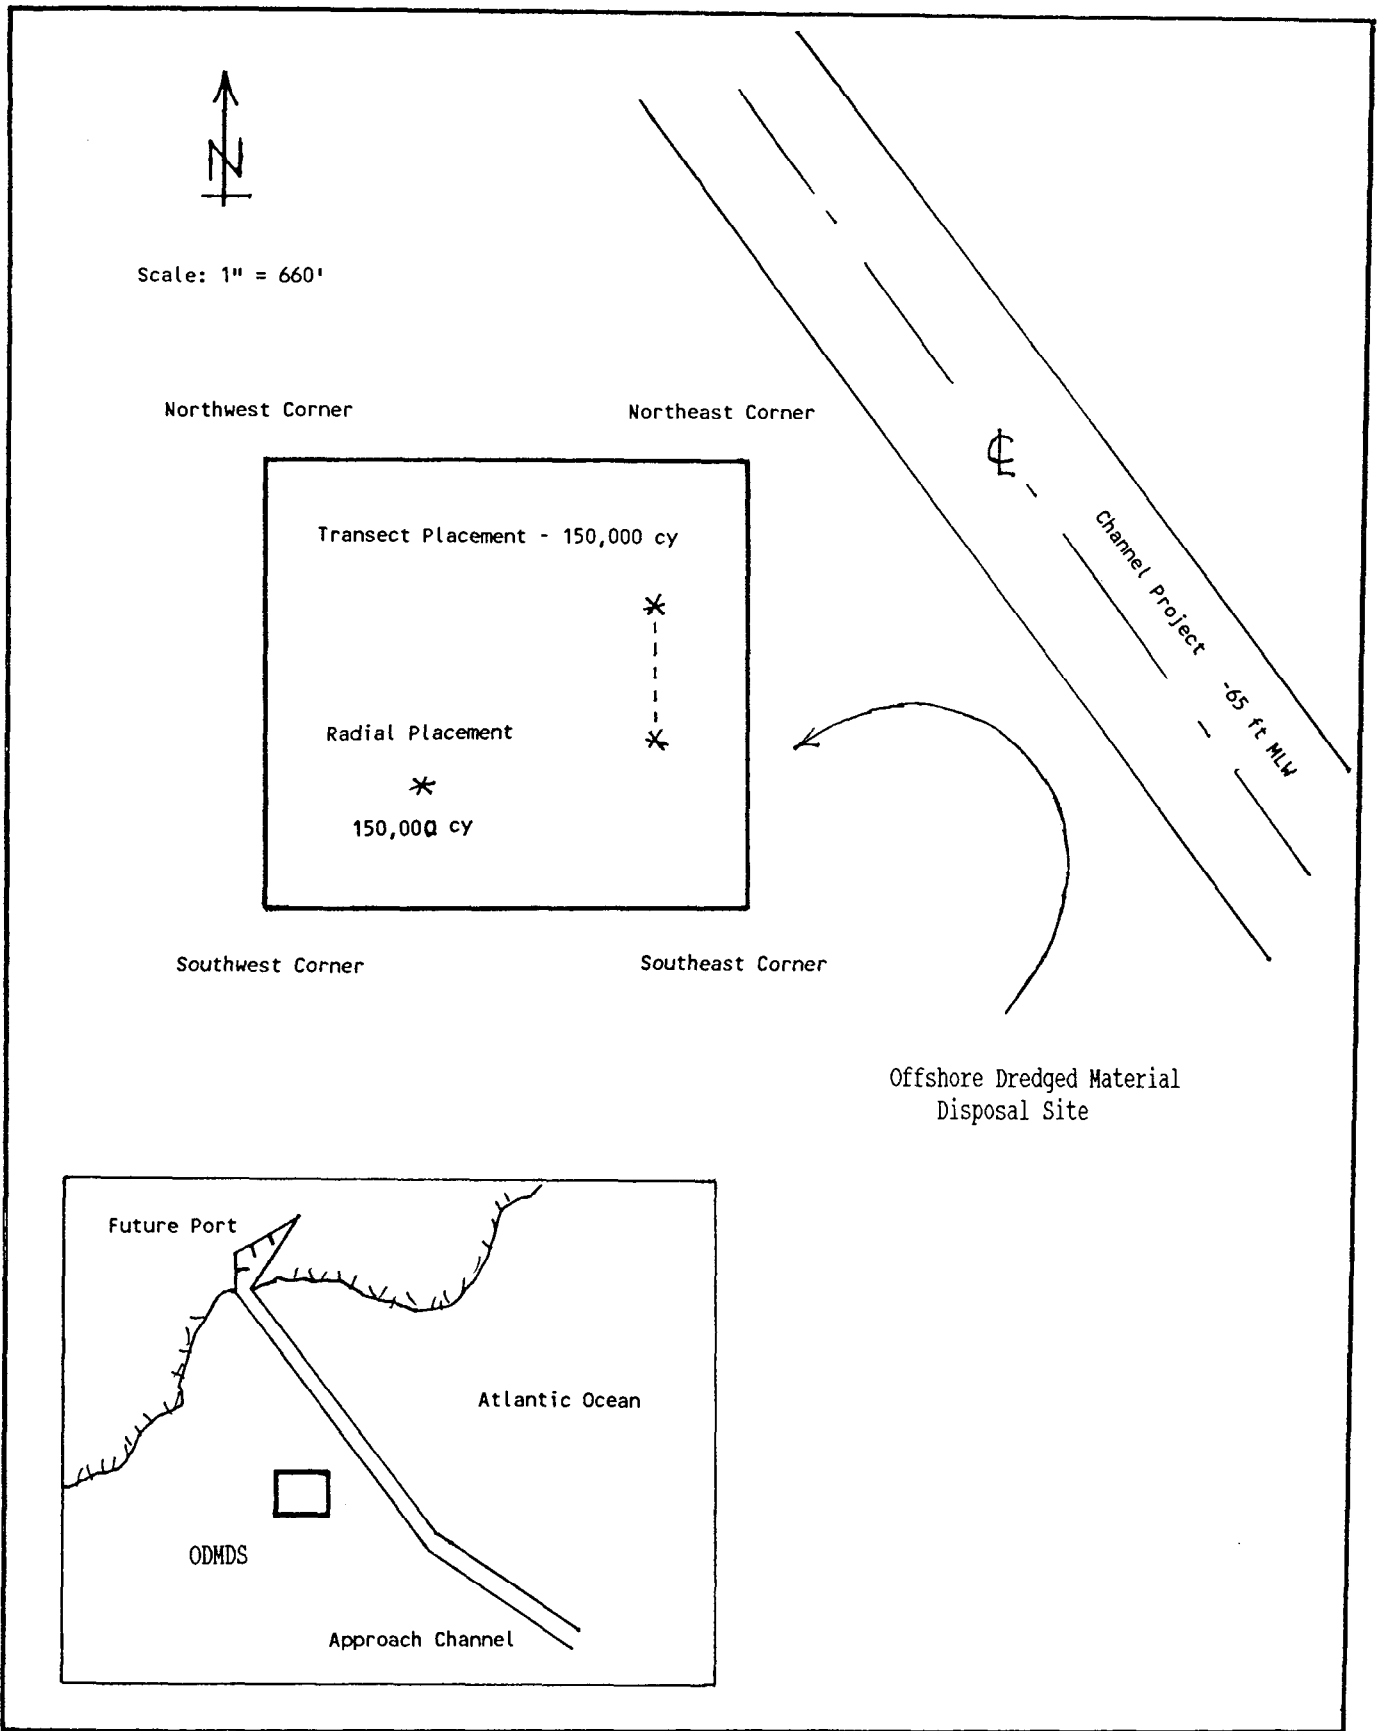 N
Scale: 1" = 660'
Northwest Corner
Northeast Corner
℄
Transect Placement - 150,000 cy
Channel Project -65 ft MLW
Radial Placement
150,000 cy
Southwest Corner
Southeast Corner
Offshore Dredged Material
Disposal Site
Future Port
Atlantic Ocean
ODMDS
Approach Channel